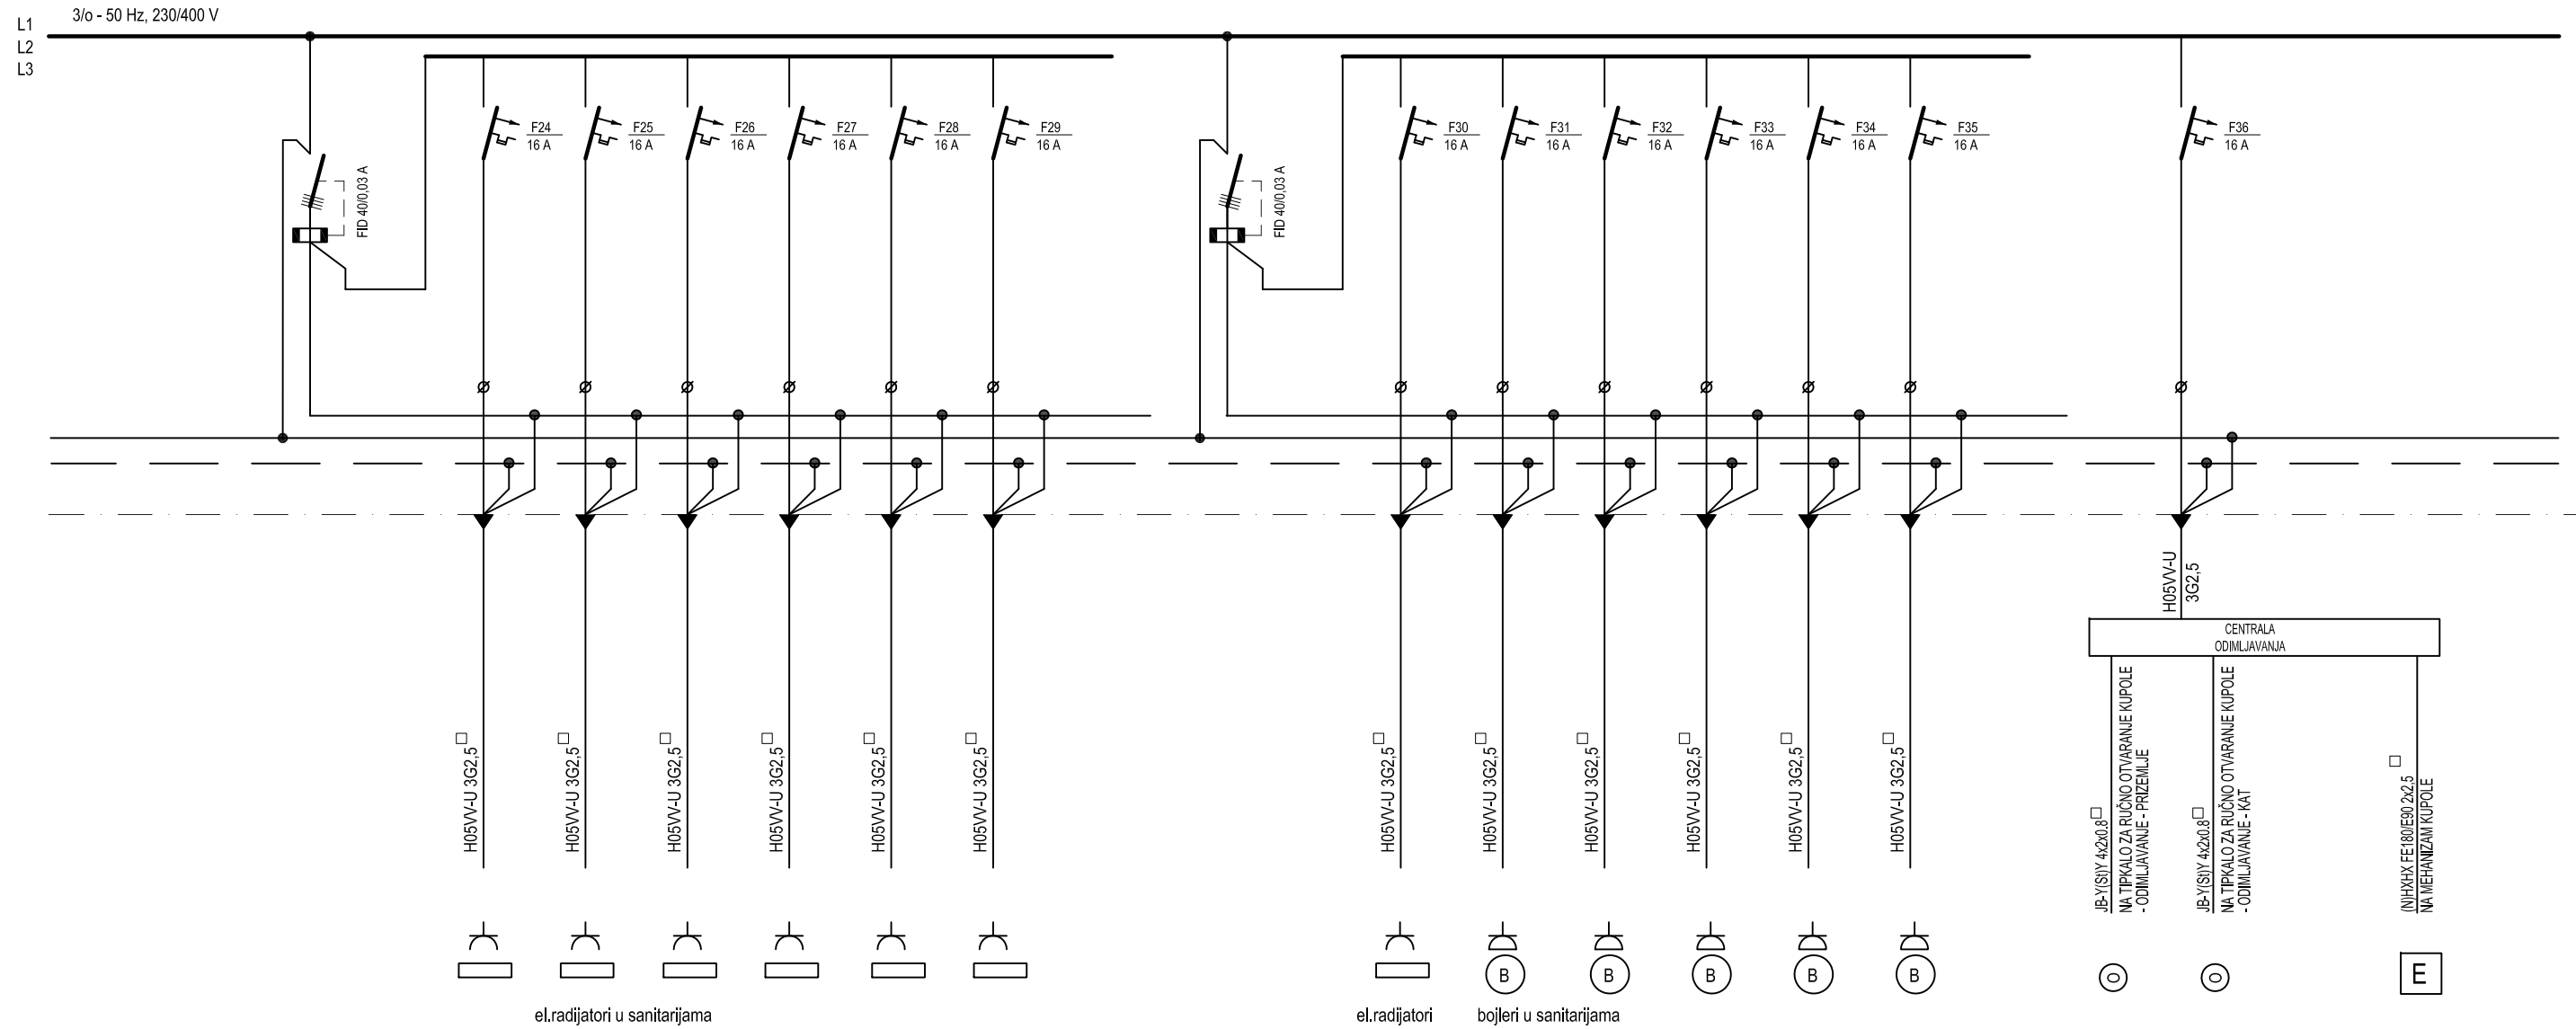 3/o - 50 Hz, 230/400 V
L1
L2
L3
FID 40/0,03 A
F24
16 A
F25
16 A
F26
16 A
F27
16 A
F28
16 A
F29
16 A
FID 40/0,03 A
F30
16 A
F31
16 A
F32
16 A
F33
16 A
F34
16 A
F35
16 A
F36
16 A
H05VV-U
3G2,5
CENTRALA
ODIMLJAVANJA
H05VV-U 3G2,5
H05VV-U 3G2,5
H05VV-U 3G2,5
H05VV-U 3G2,5
H05VV-U 3G2,5
H05VV-U 3G2,5
H05VV-U 3G2,5
H05VV-U 3G2,5
H05VV-U 3G2,5
H05VV-U 3G2,5
H05VV-U 3G2,5
H05VV-U 3G2,5
JB-Y(St)Y 4x2x0.8
NA TIPKALO ZA RUČNO OTVARANJE KUPOLE
- ODIMLJAVANJE - PRIZEMLJE
JB-Y(St)Y 4x2x0.8
NA TIPKALO ZA RUČNO OTVARANJE KUPOLE
- ODIMLJAVANJE - KAT
(N)HXHX FE180/E90 2x2,5
NA MEHANIZAM KUPOLE
B
B
B
B
B
E
el.radijatori u sanitarijama
el.radijatori
bojleri u sanitarijama